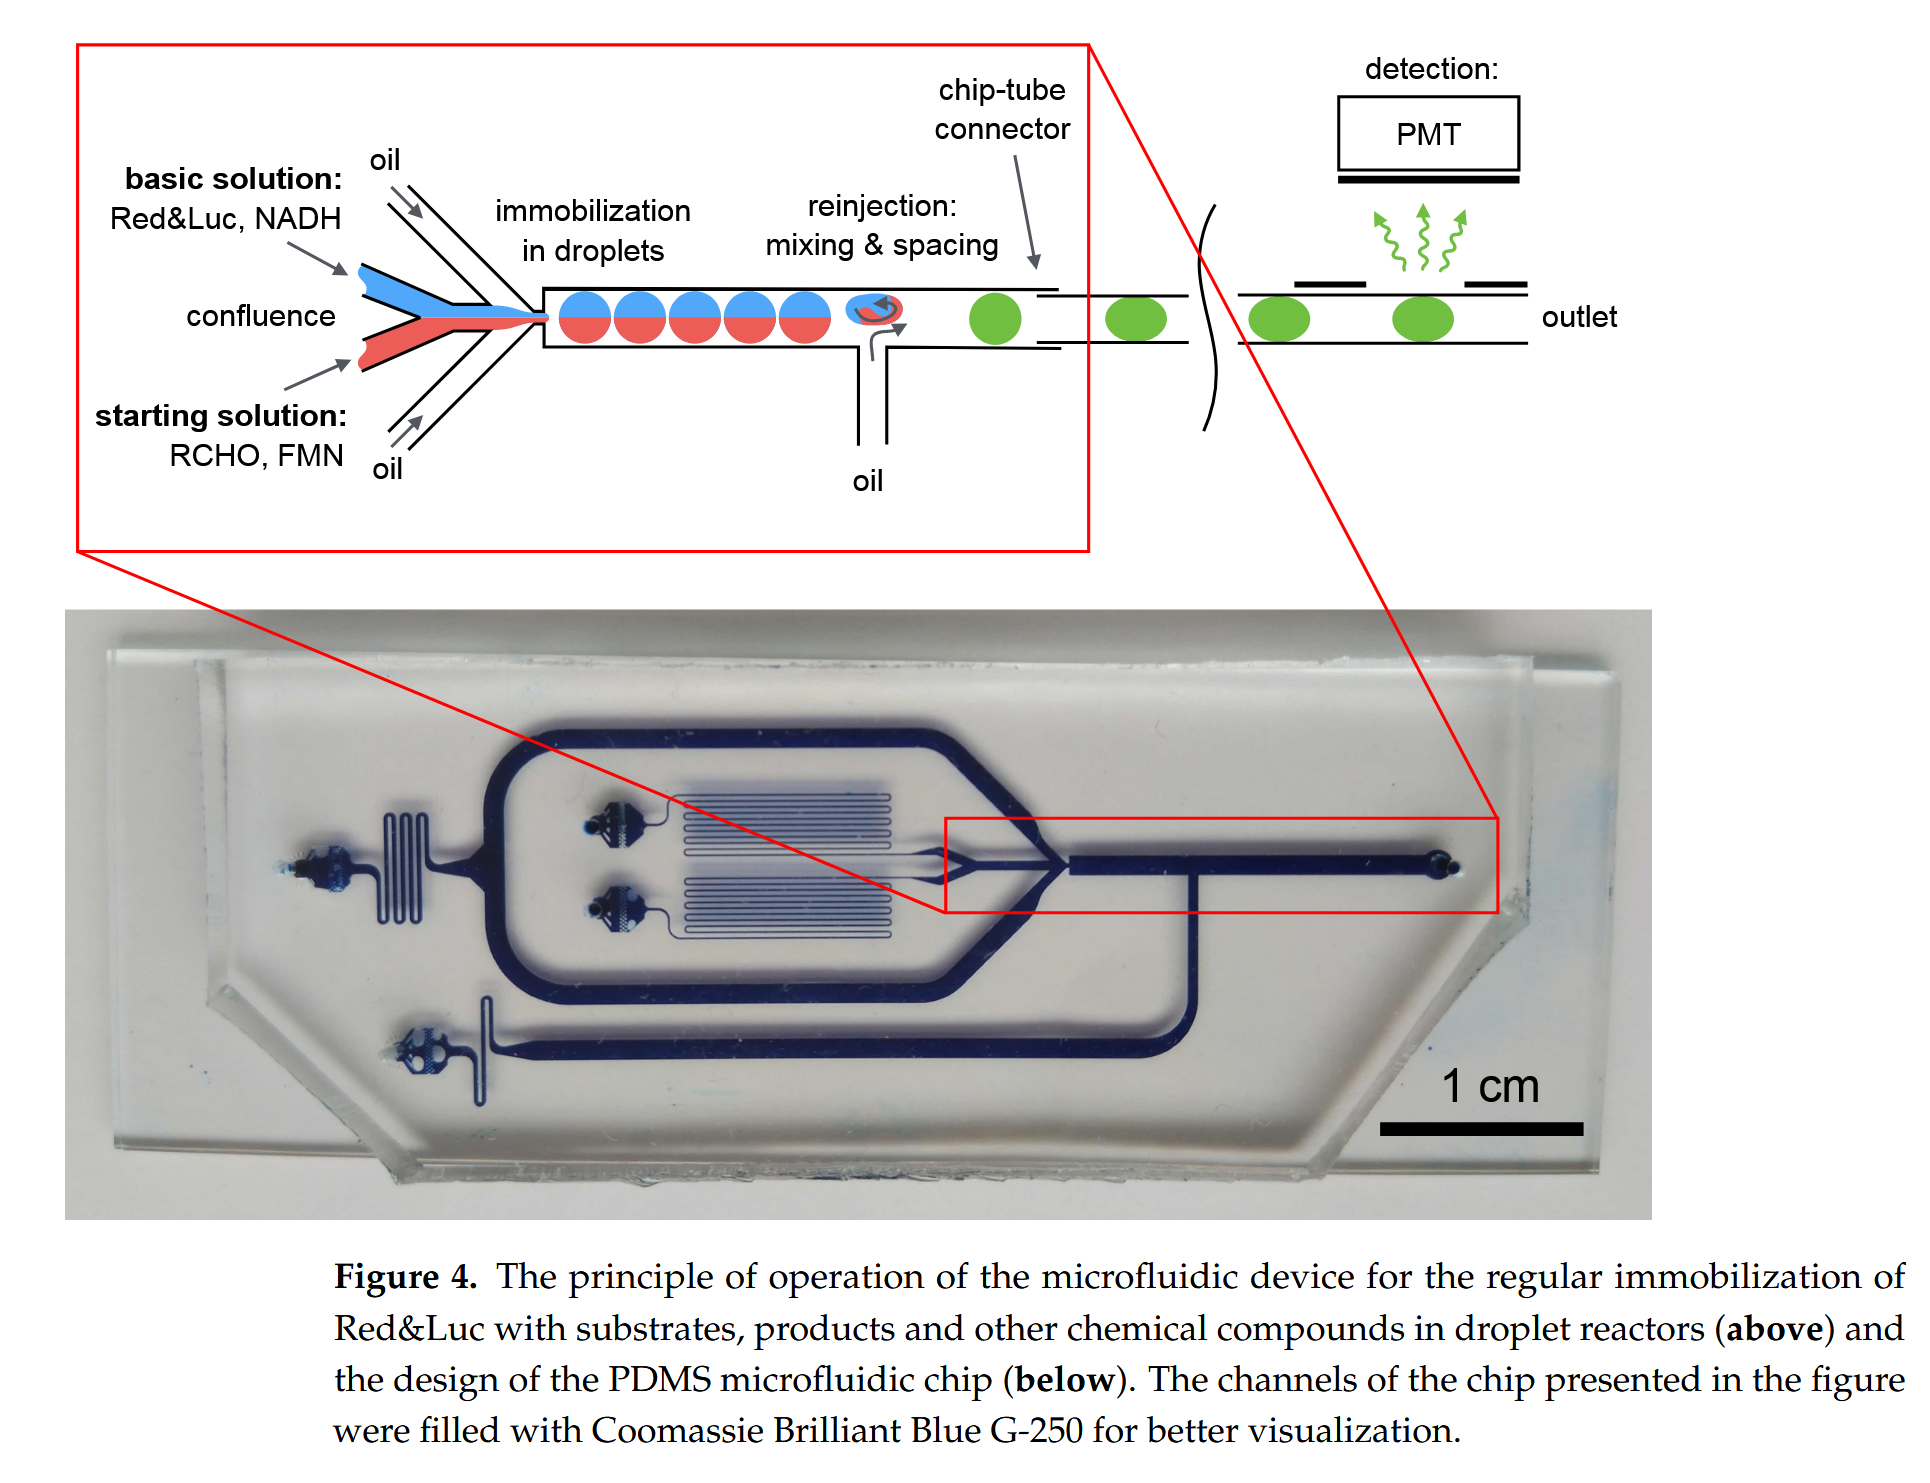 detection:
PMT
chip-tube
connector
oil
basic solution:
Red&Luc, NADH
immobilization
in droplets
reinjection:
mixing & spacing
confluence
outlet
starting solution:
RCHO, FMN
oil
oil
1 cm
Figure 4. The principle of operation of the microfluidic device for the regular immobilization of
Red&Luc with substrates, products and other chemical compounds in droplet reactors (above) and
the design of the PDMS microfluidic chip (below). The channels of the chip presented in the figure
were filled with Coomassie Brilliant Blue G-250 for better visualization.